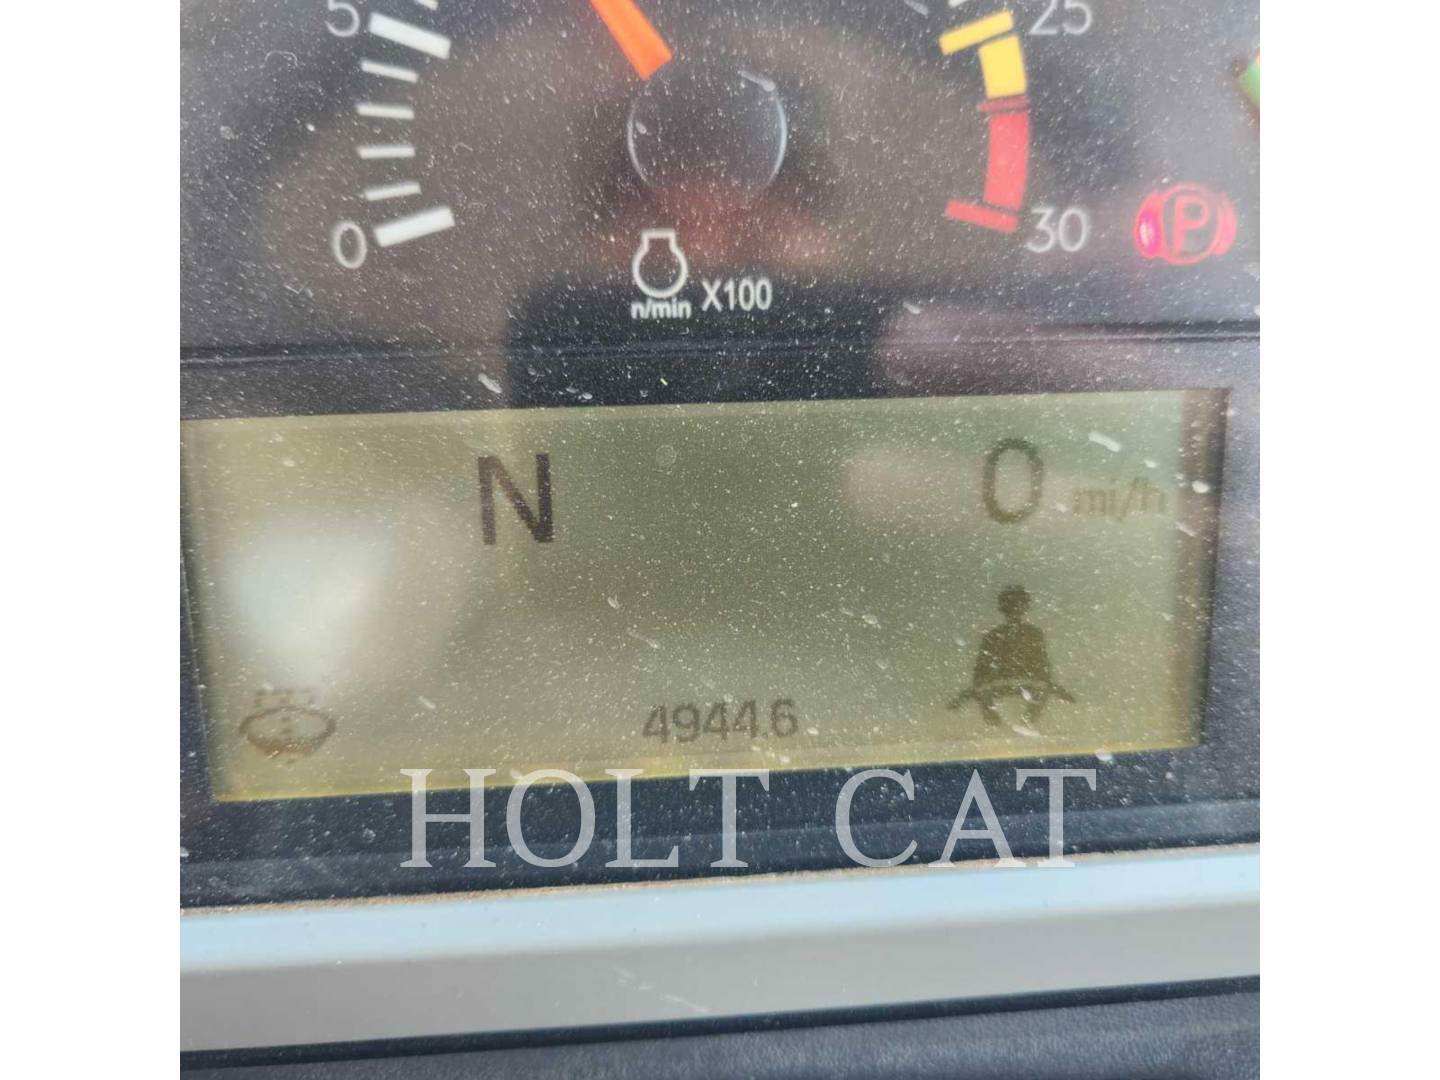 5 25
0 30
P
n/min X100
N 0 mi/h
4944.6
HOLT CAT